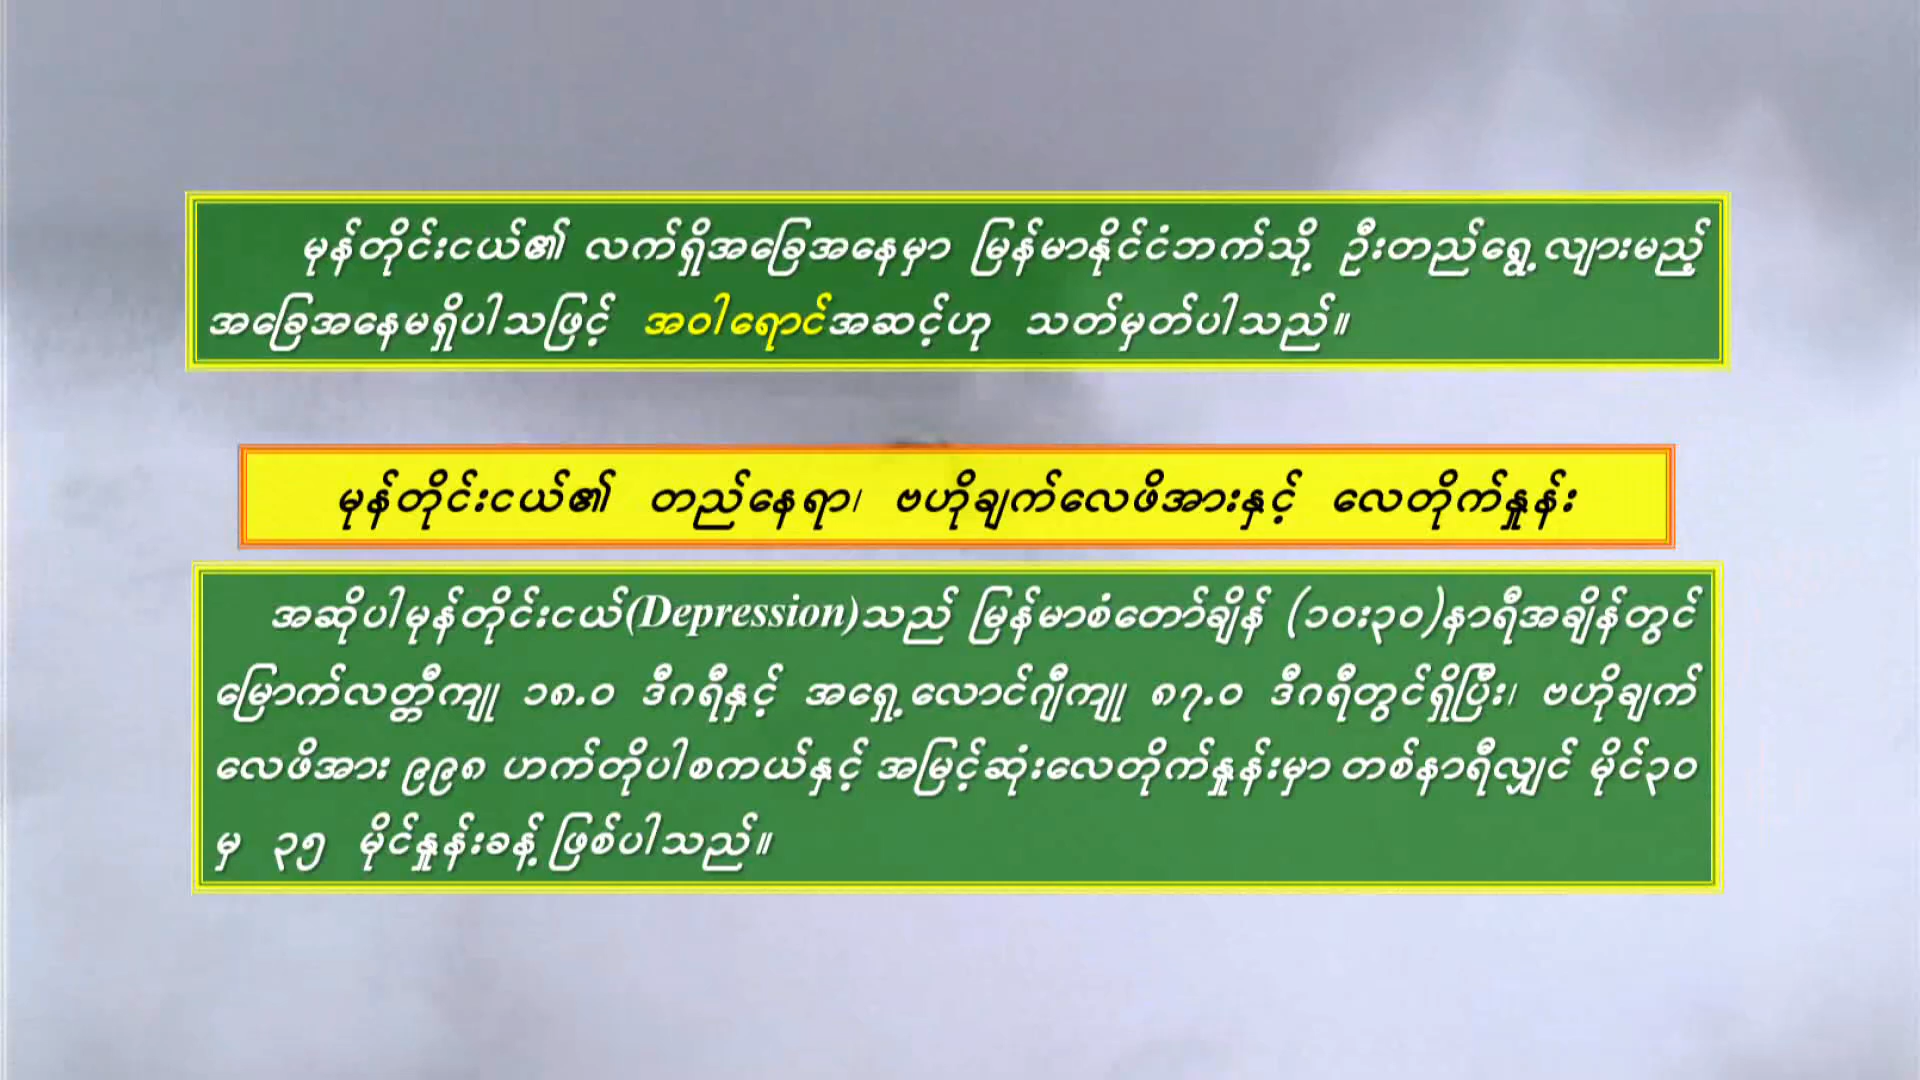 မုန်တိုင်းငယ်၏ လက်ရှိအခြေအနေမှာ မြန်မာနိုင်ငံဘက်သို့ ဦးတည်ရွေ့လျားမည့်
အခြေအနေမရှိပါသဖြင့် အဝါရောင်အဆင့်ဟု သတ်မှတ်ပါသည်။
မုန်တိုင်းငယ်၏ တည်နေရာ၊ ဗဟိုချက်လေဖိအားနှင့် လေတိုက်နှုန်း
အဆိုပါမုန်တိုင်းငယ်(Depression)သည် မြန်မာစံတော်ချိန် (၁၀း၃၀)နာရီအချိန်တွင်
မြောက်လတ္တီကျု ၁၈.၀ ဒီဂရီနှင့် အရှေ့လောင်ဂျီကျု ၈၇.၀ ဒီဂရီတွင်ရှိပြီး၊ ဗဟိုချက်
လေဖိအား ၉၉၈ ဟက်တိုပါစကယ်နှင့် အမြင့်ဆုံးလေတိုက်နှုန်းမှာ တစ်နာရီလျှင် မိုင်၃၀
မှ ၃၅ မိုင်နှုန်းခန့် ဖြစ်ပါသည်။